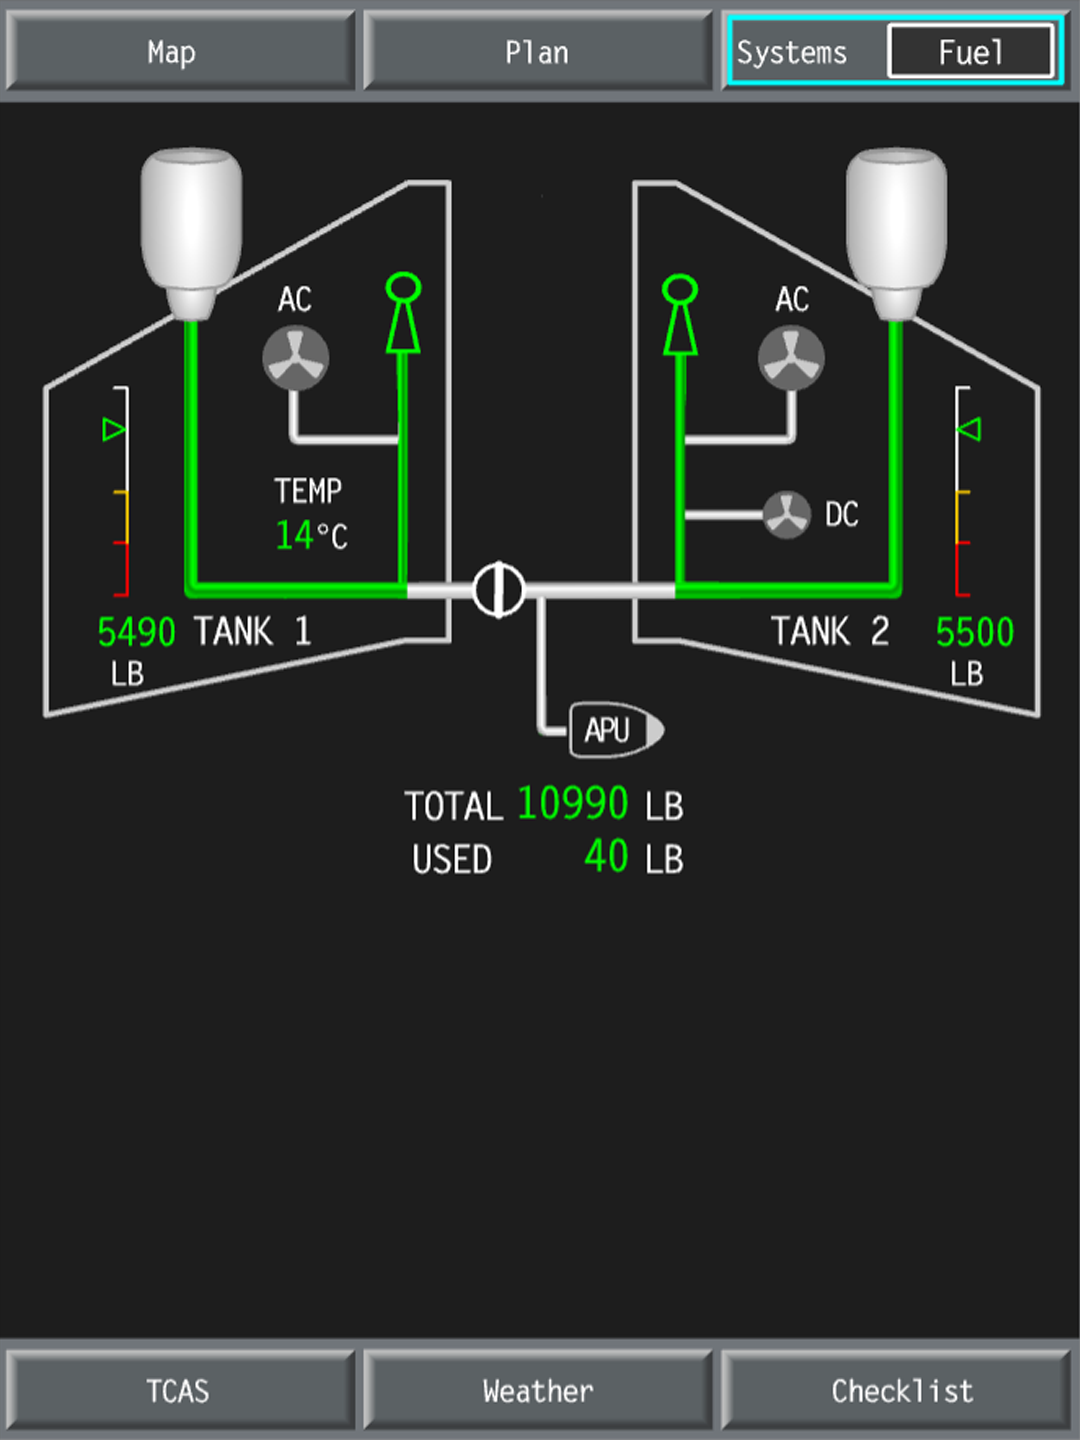 Map
Plan
Systems Fuel
AC
AC
TEMP
14°C
DC
5490 TANK 1
LB
TANK 2 5500
LB
APU
TOTAL 10990 LB
USED 40 LB
TCAS
Weather
Checklist